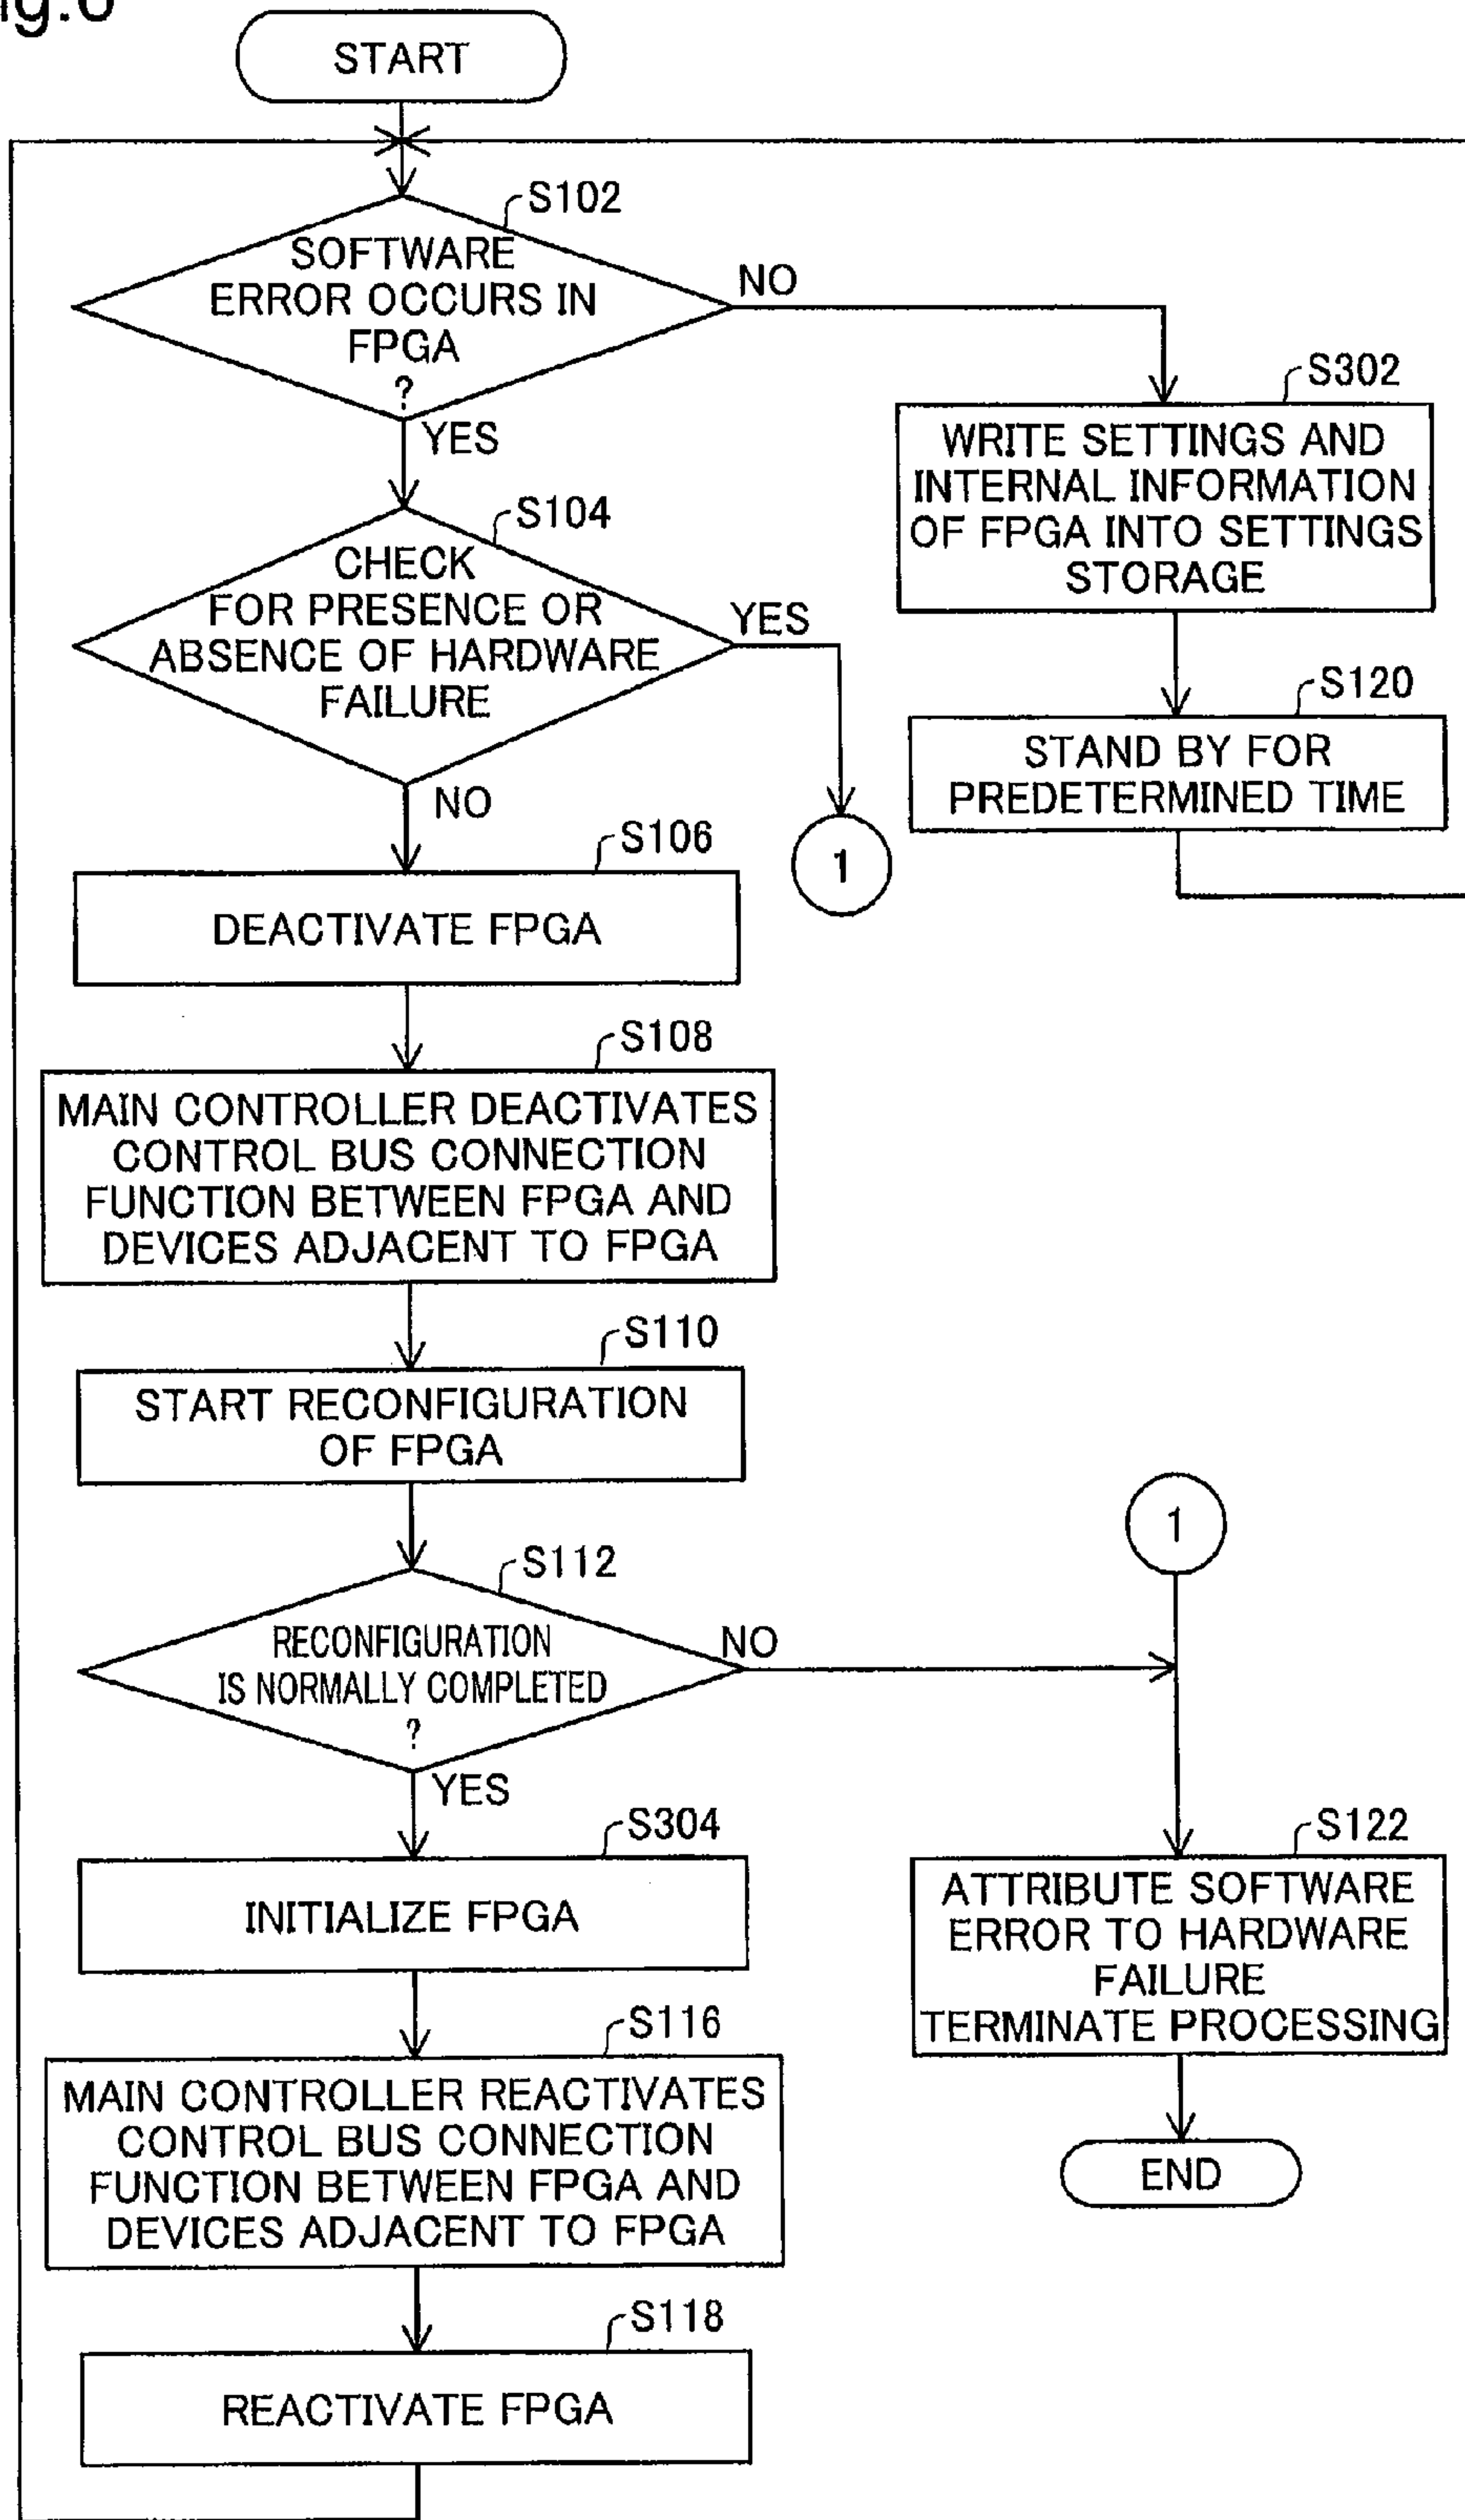 START
S102
SOFTWARE
ERROR OCCURS IN
FPGA
?
NO
YES
S302
WRITE SETTINGS AND
INTERNAL INFORMATION
OF FPGA INTO SETTINGS
STORAGE
S104
CHECK
FOR PRESENCE OR
ABSENCE OF HARDWARE
FAILURE
YES
NO
1
S120
STAND BY FOR
PREDETERMINED TIME
S106
DEACTIVATE FPGA
S108
MAIN CONTROLLER DEACTIVATES
CONTROL BUS CONNECTION
FUNCTION BETWEEN FPGA AND
DEVICES ADJACENT TO FPGA
S110
START RECONFIGURATION
OF FPGA
1
S112
RECONFIGURATION
IS NORMALLY COMPLETED
?
NO
YES
S304
INITIALIZE FPGA
S122
ATTRIBUTE SOFTWARE
ERROR TO HARDWARE
FAILURE
TERMINATE PROCESSING
S116
MAIN CONTROLLER REACTIVATES
CONTROL BUS CONNECTION
FUNCTION BETWEEN FPGA AND
DEVICES ADJACENT TO FPGA
END
S118
REACTIVATE FPGA